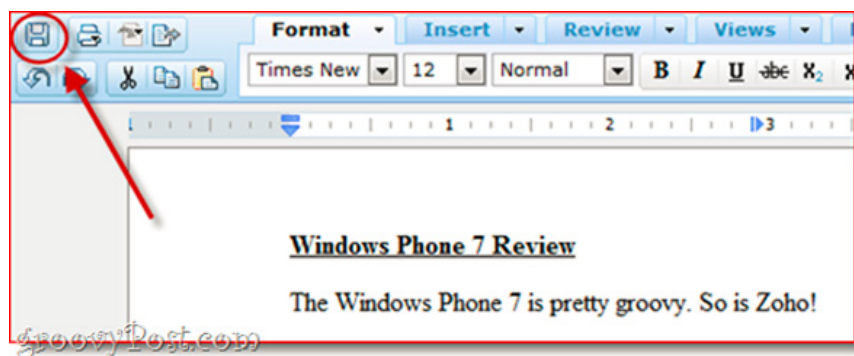 Format Insert Review Views
Times New 12 Normal B I U abc X₂
1 2 3
Windows Phone 7 Review
The Windows Phone 7 is pretty groovy. So is Zoho!
groovyPost.com